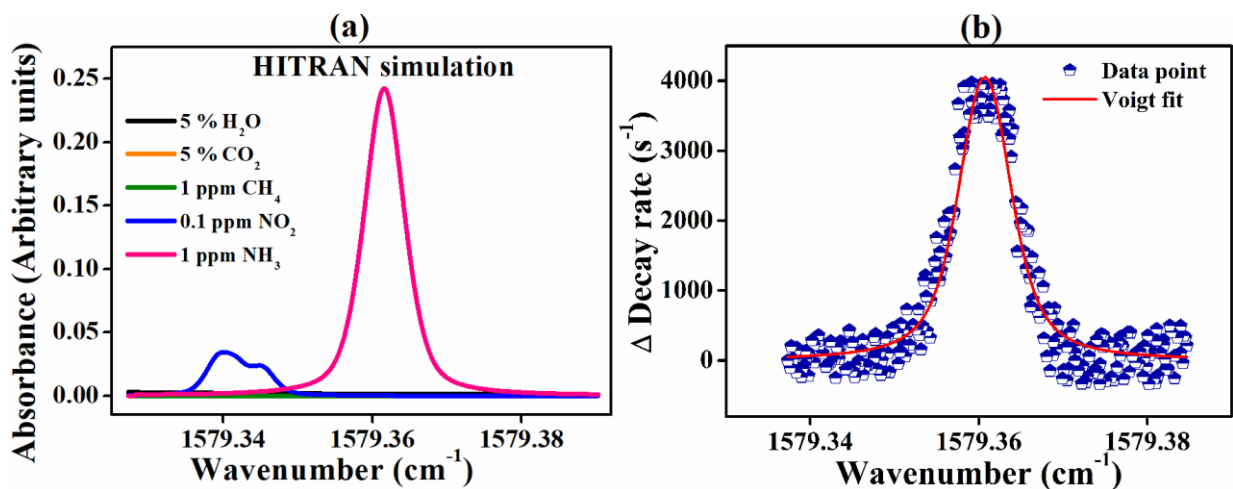 (a)
HITRAN simulation
5 % H₂O
5 % CO₂
1 ppm CH₄
0.1 ppm NO₂
1 ppm NH₃
Absorbance (Arbitrary units)
0.25
0.20
0.15
0.10
0.05
0.00
1579.34 1579.36 1579.38
Wavenumber (cm⁻¹)
(b)
Data point
Voigt fit
Δ Decay rate (s⁻¹)
4000
3000
2000
1000
0
1579.34 1579.36 1579.38
Wavenumber (cm⁻¹)